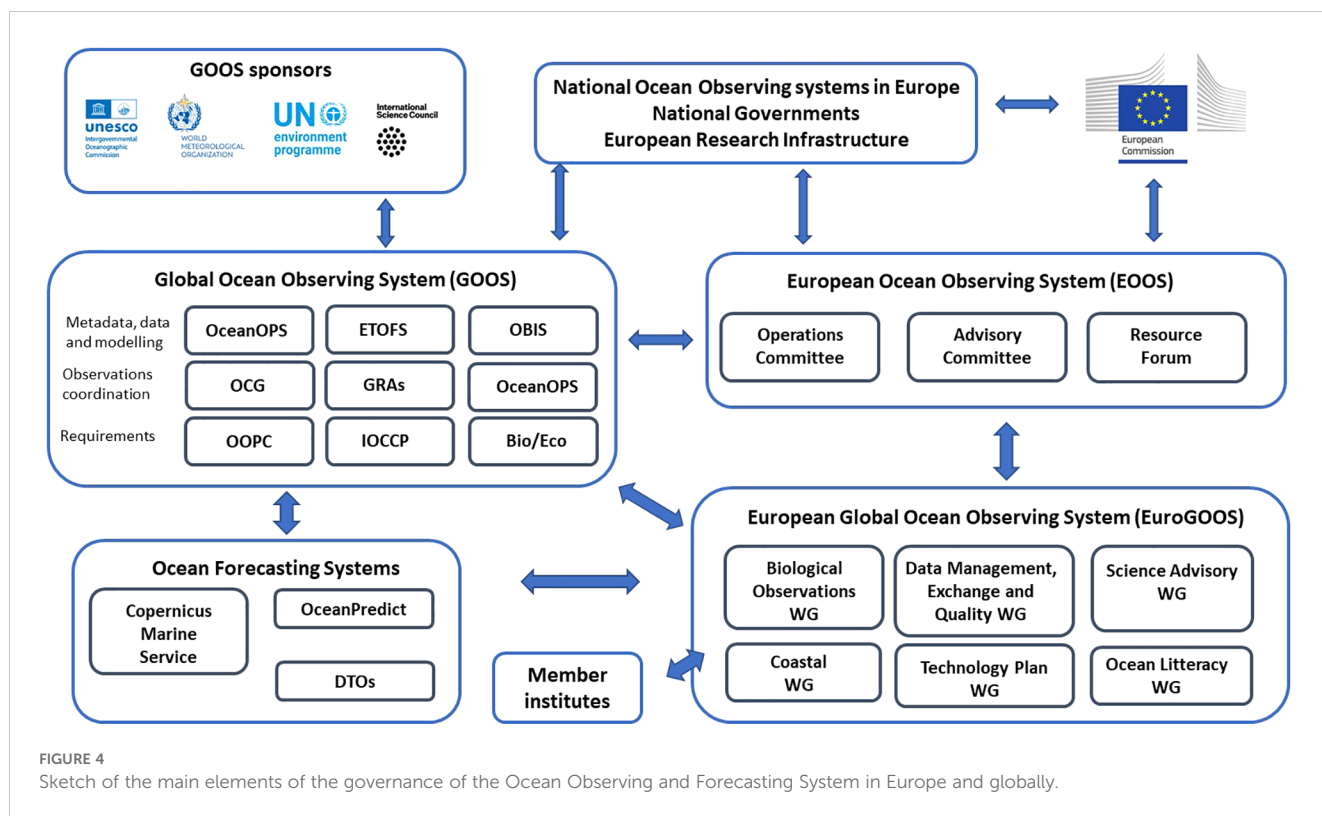 GOOS sponsors
unesco
Intergovernmental
Oceanographic
Commission
WORLD
METEOROLOGICAL
ORGANIZATION
UN
environment
programme
International
Science Council
National Ocean Observing systems in Europe
National Governments
European Research Infrastructure
European
Commission
Global Ocean Observing System (GOOS)
Metadata, data
and modelling
OceanOPS
ETOFS
OBIS
Observations
coordination
OCG
GRAs
OceanOPS
Requirements
OOPC
IOCCP
Bio/Eco
European Ocean Observing System (EOOS)
Operations
Committee
Advisory
Committee
Resource
Forum
Ocean Forecasting Systems
Copernicus
Marine
Service
OceanPredict
DTOs
Member
institutes
European Global Ocean Observing System (EuroGOOS)
Biological
Observations
WG
Data Management,
Exchange and
Quality WG
Science Advisory
WG
Coastal
WG
Technology Plan
WG
Ocean Litteracy
WG
FIGURE 4
Sketch of the main elements of the governance of the Ocean Observing and Forecasting System in Europe and globally.